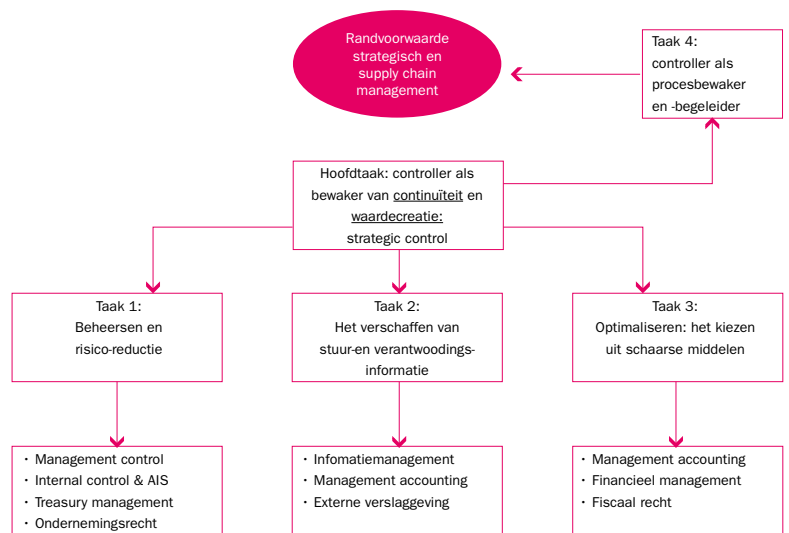 Randvoorwaarde
strategisch en
supply chain
management
Taak 4:
controller als
procesbewaker
en -begeleider
Hoofdtaak: controller als
bewaker van continuïteit en
waardecreatie:
strategic control
Taak 1:
Beheersen en
risico-reductie
Taak 2:
Het verschaffen van
stuur-en verantwoodings-
informatie
Taak 3:
Optimaliseren: het kiezen
uit schaarse middelen
· Management control
· Internal control & AIS
· Treasury management
· Ondernemingsrecht
· Infomatiemanagement
· Management accounting
· Externe verslaggeving
· Management accounting
· Financieel management
· Fiscaal recht